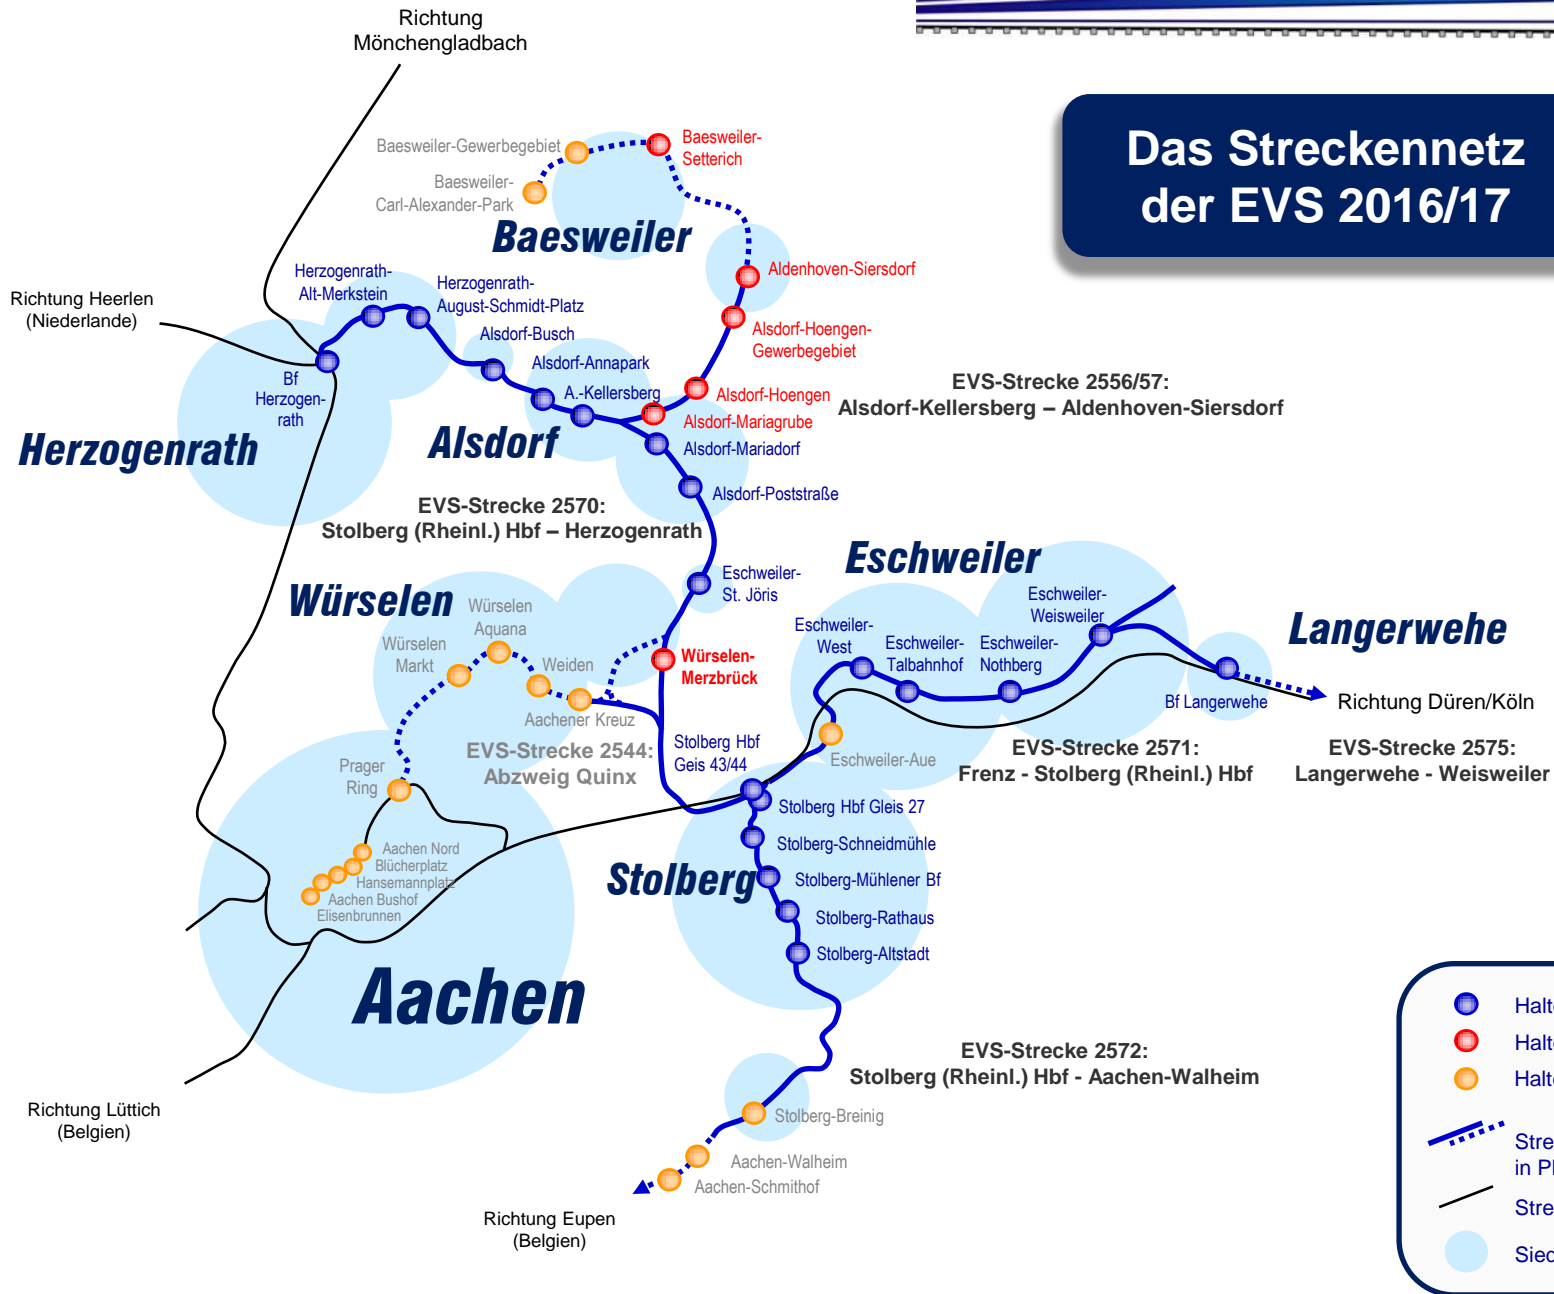 Richtung
Mönchengladbach
Das Streckennetz
der EVS 2016/17
Baesweiler-Gewerbegebiet
Baesweiler-
Setterich
Baesweiler-
Carl-Alexander-Park
Baesweiler
Aldenhoven-Siersdorf
Herzogenrath-
Alt-Merkstein
Herzogenrath-
August-Schmidt-Platz
Richtung Heerlen
(Niederlande)
Alsdorf-Busch
Alsdorf-Hoengen-
Gewerbegebiet
Alsdorf-Annapark
Bf
Herzogen-
rath
A.-Kellersberg
Alsdorf-Hoengen
EVS-Strecke 2556/57:
Alsdorf-Kellersberg – Aldenhoven-Siersdorf
Alsdorf-Mariagrube
Herzogenrath
Alsdorf
Alsdorf-Mariadorf
Alsdorf-Poststraße
EVS-Strecke 2570:
Stolberg (Rheinl.) Hbf – Herzogenrath
Eschweiler
Eschweiler-
St. Jöris
Würselen
Würselen
Aquana
Eschweiler-
Weisweiler
Langerwehe
Würselen
Markt
Weiden
Würselen-
Merzbrück
Eschweiler-
West
Eschweiler-
Talbahnhof
Eschweiler-
Nothberg
Bf Langerwehe
Richtung Düren/Köln
Aachener Kreuz
EVS-Strecke 2544:
Abzweig Quinx
Stolberg Hbf
Geis 43/44
Eschweiler-Aue
EVS-Strecke 2571:
Frenz - Stolberg (Rheinl.) Hbf
EVS-Strecke 2575:
Langerwehe - Weisweiler
Prager
Ring
Stolberg Hbf Gleis 27
Stolberg-Schneidmühle
Aachen Nord
Blücherplatz
Hansemannplatz
Aachen Bushof
Elisenbrunnen
Stolberg
Stolberg-Mühlener Bf
Stolberg-Rathaus
Stolberg-Altstadt
Aachen
EVS-Strecke 2572:
Stolberg (Rheinl.) Hbf - Aachen-Walheim
Richtung Lüttich
(Belgien)
Stolberg-Breinig
Aachen-Walheim
Aachen-Schmithof
Richtung Eupen
(Belgien)
Halt
Halt
Halt
Stre
in Pl
Stre
Sied